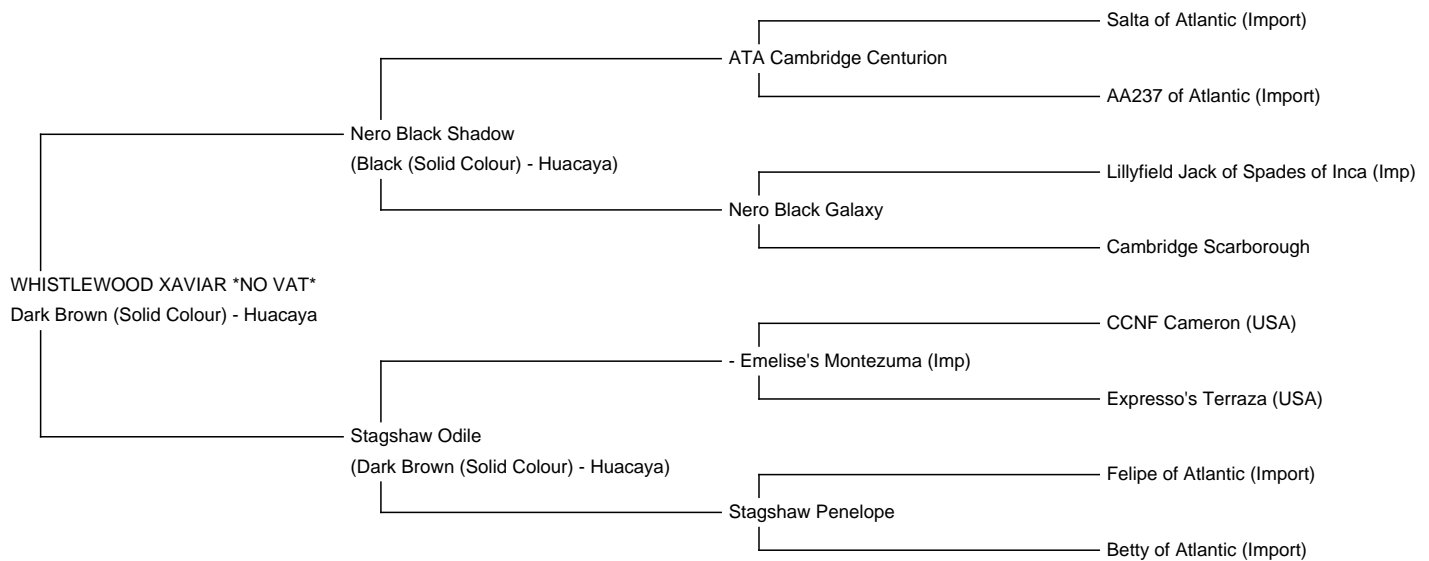 Salta of Atlantic (Import)
ATA Cambridge Centurion
AA237 of Atlantic (Import)
Nero Black Shadow
(Black (Solid Colour) - Huacaya)
Lillyfield Jack of Spades of Inca (Imp)
Nero Black Galaxy
Cambridge Scarborough
WHISTLEWOOD XAVIAR *NO VAT*
Dark Brown (Solid Colour) - Huacaya
CCNF Cameron (USA)
- Emelise's Montezuma (Imp)
Expresso's Terraza (USA)
Stagshaw Odile
(Dark Brown (Solid Colour) - Huacaya)
Felipe of Atlantic (Import)
Stagshaw Penelope
Betty of Atlantic (Import)